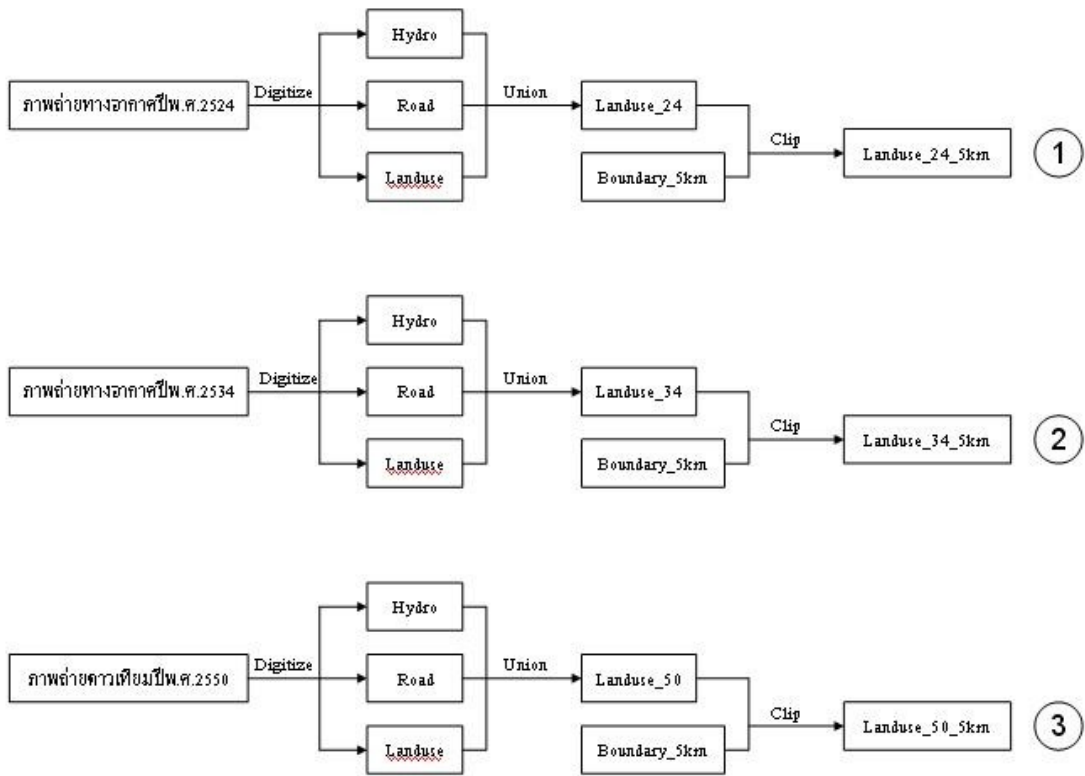 Hydro
ภาพถ่ายทางอากาศปีพ.ศ.2524
Digitize
Road
Union
Landuse_24
Clip
Landuse_24_5km
1
Landuse
Boundary_5km
Hydro
ภาพถ่ายทางอากาศปีพ.ศ.2534
Digitize
Road
Union
Landuse_34
Clip
Landuse_34_5km
2
Landuse
Boundary_5km
Hydro
ภาพถ่ายดาวเทียมปีพ.ศ.2550
Digitize
Road
Union
Landuse_50
Clip
Landuse_50_5km
3
Landuse
Boundary_5km